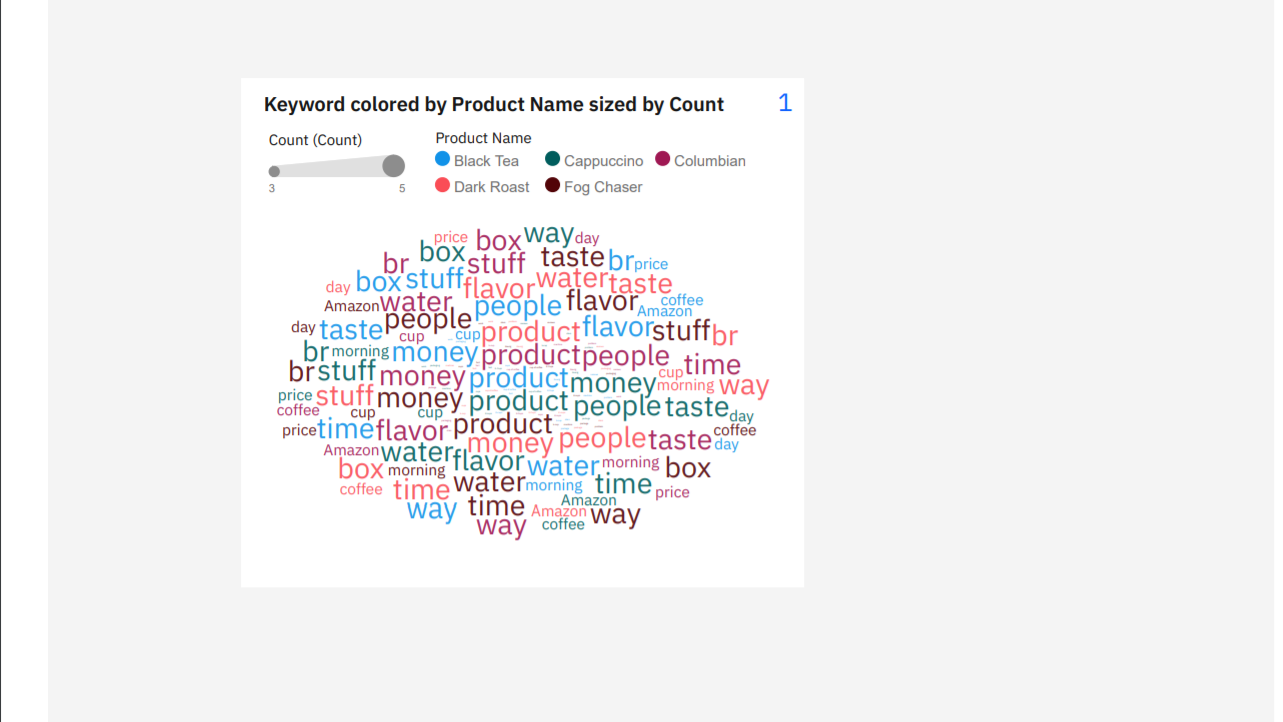 Keyword colored by Product Name sized by Count
1
Count (Count)
3 5
Product Name
Black Tea Cappuccino Columbian
Dark Roast Fog Chaser
price box way day
box stuff taste br price
br
day box stuff flavor water taste
Amazon water people flavor coffee
Amazon
day taste people cup cup product flavor stuff br
br morning money product people time
br stuff money product money cup morning way
price stuff money product people taste day
coffee cup cup
price time flavor product coffee
money people taste day
Amazon water flavor water morning box
box morning
coffee time water morning time price
way time Amazon Amazon way
way coffee